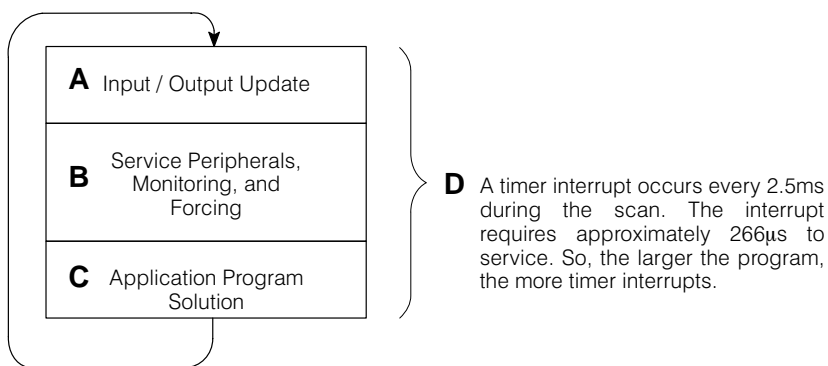 A Input / Output Update
B Service Peripherals,
Monitoring, and
Forcing
C Application Program
Solution
D A timer interrupt occurs every 2.5ms
during the scan. The interrupt
requires approximately 266μs to
service. So, the larger the program,
the more timer interrupts.